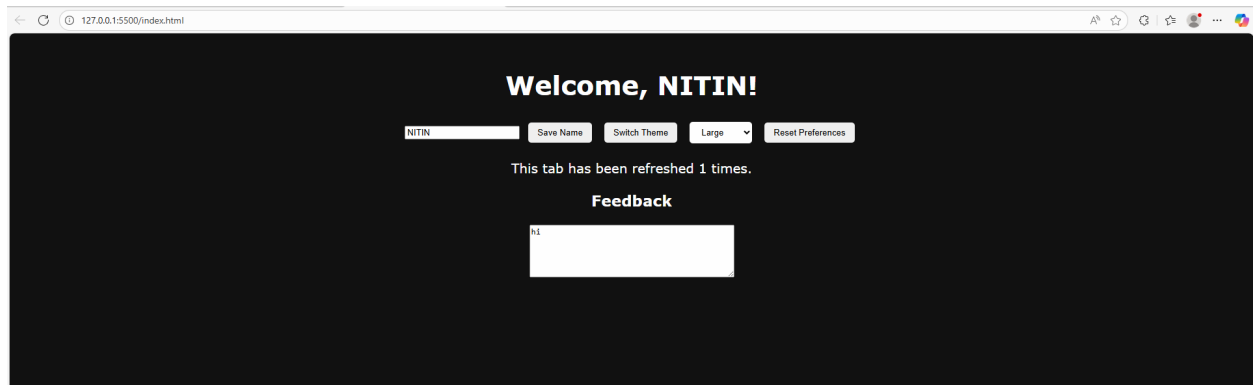 127.0.0.1:5500/index.html
Welcome, NITIN!
NITIN Save Name Switch Theme Large Reset Preferences
This tab has been refreshed 1 times.
Feedback
hi